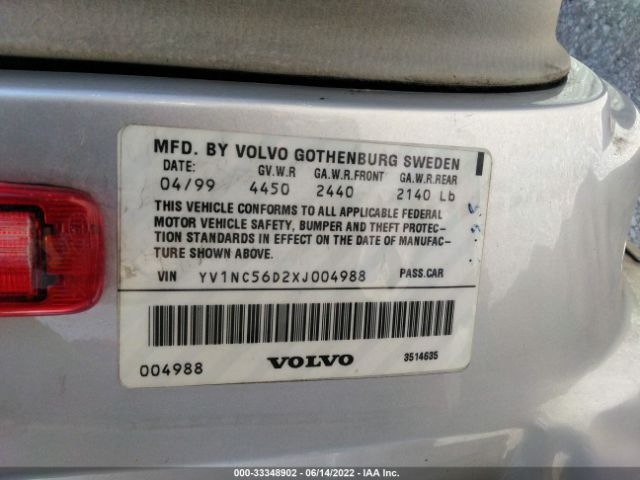 MFD. BY VOLVO GOTHENBURG SWEDEN
DATE: GV.W.R GA.W.R.FRONT GA.W.R.REAR
04/99 4450 2440 2140 Lb
THIS VEHICLE CONFORMS TO ALL APPLICABLE FEDERAL
MOTOR VEHICLE SAFETY, BUMPER AND THEFT PROTEC-
TION STANDARDS IN EFFECT ON THE DATE OF MANUFAC-
TURE SHOWN ABOVE.
VIN YV1NC56D2XJ004988 PASS.CAR
004988 VOLVO 3514635
000-33348902 - 06/14/2022 - IAA Inc.